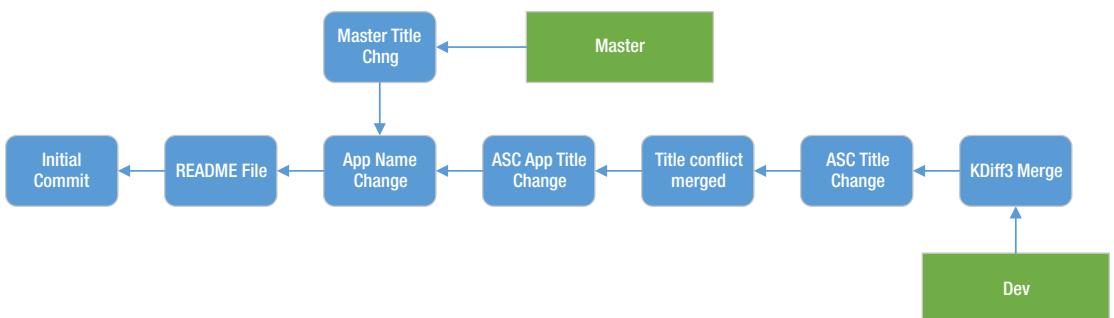 Master Title
Chng
Master
Initial
Commit
README File
App Name
Change
ASC App Title
Change
Title conflict
merged
ASC Title
Change
KDiff3 Merge
Dev